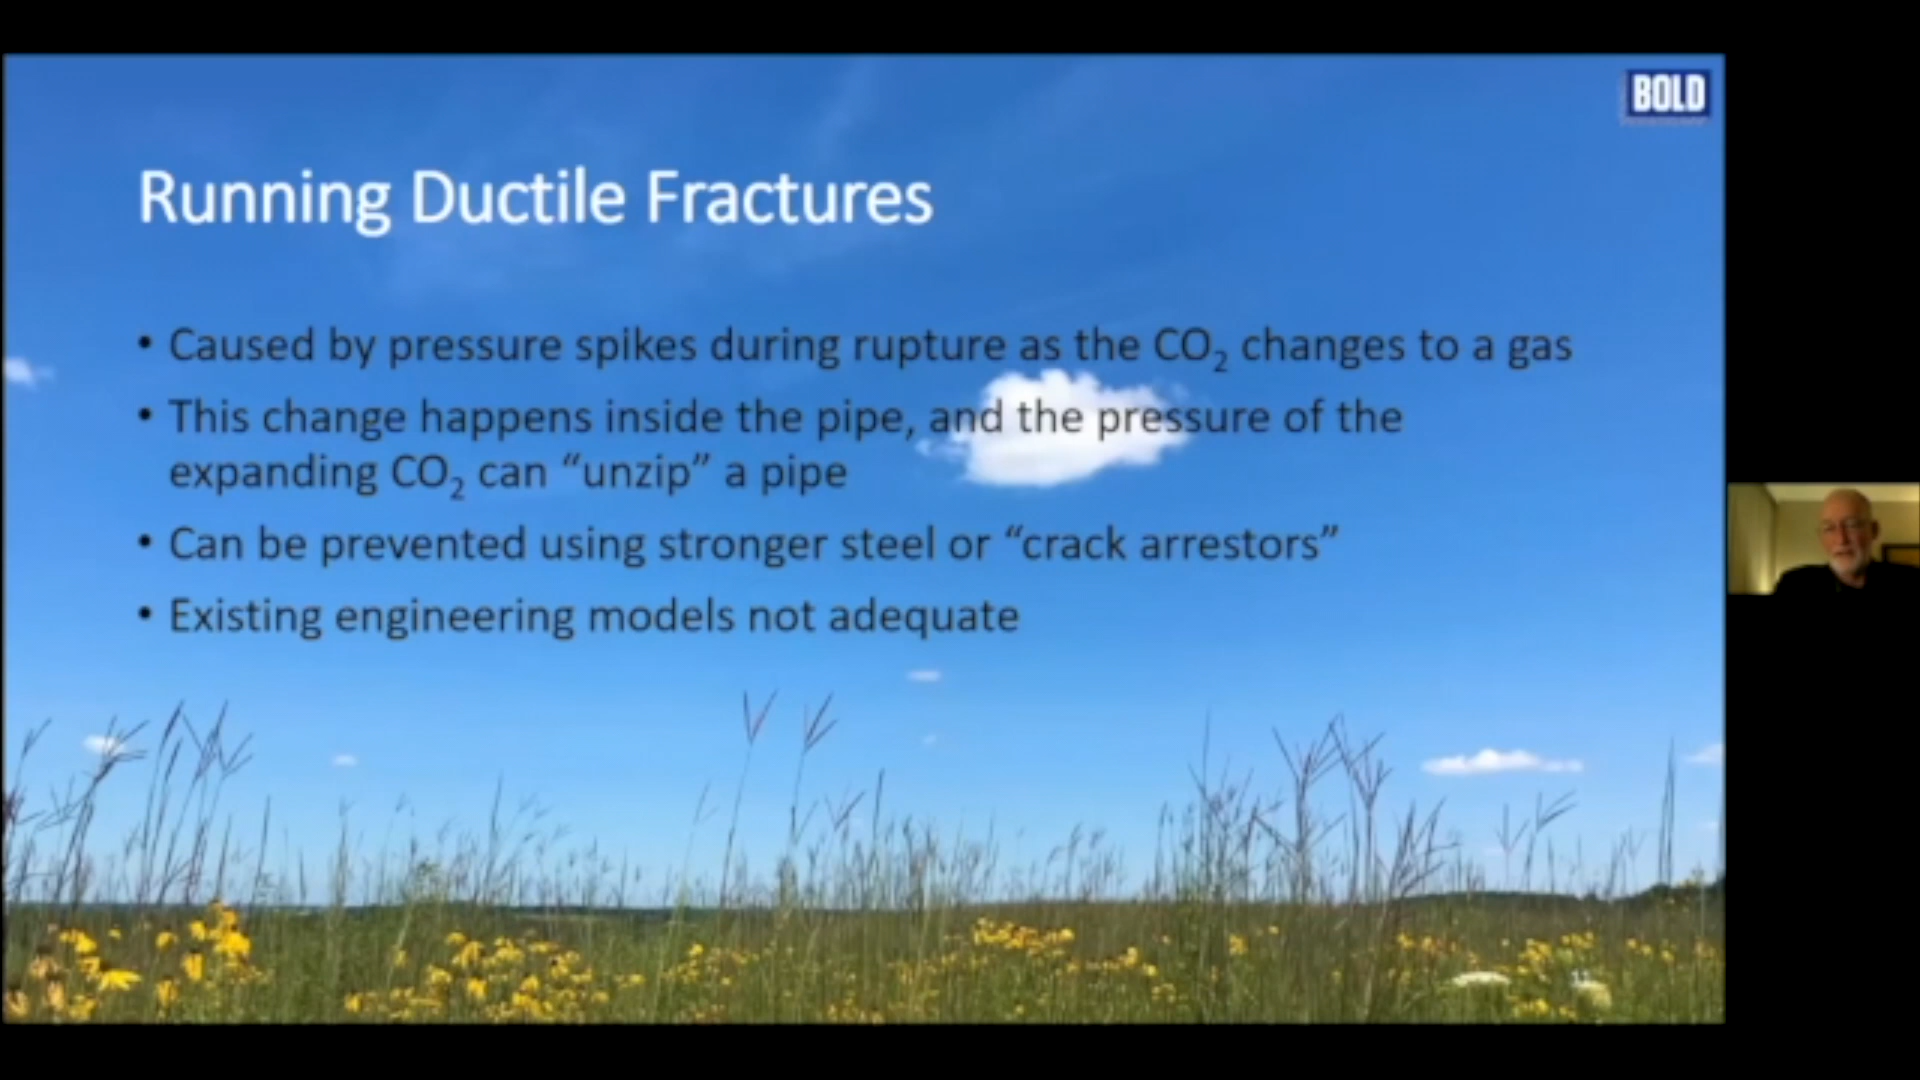 BOLD
Running Ductile Fractures
• Caused by pressure spikes during rupture as the CO₂ changes to a gas
• This change happens inside the pipe, and the pressure of the
expanding CO₂ can “unzip” a pipe
• Can be prevented using stronger steel or “crack arrestors”
• Existing engineering models not adequate